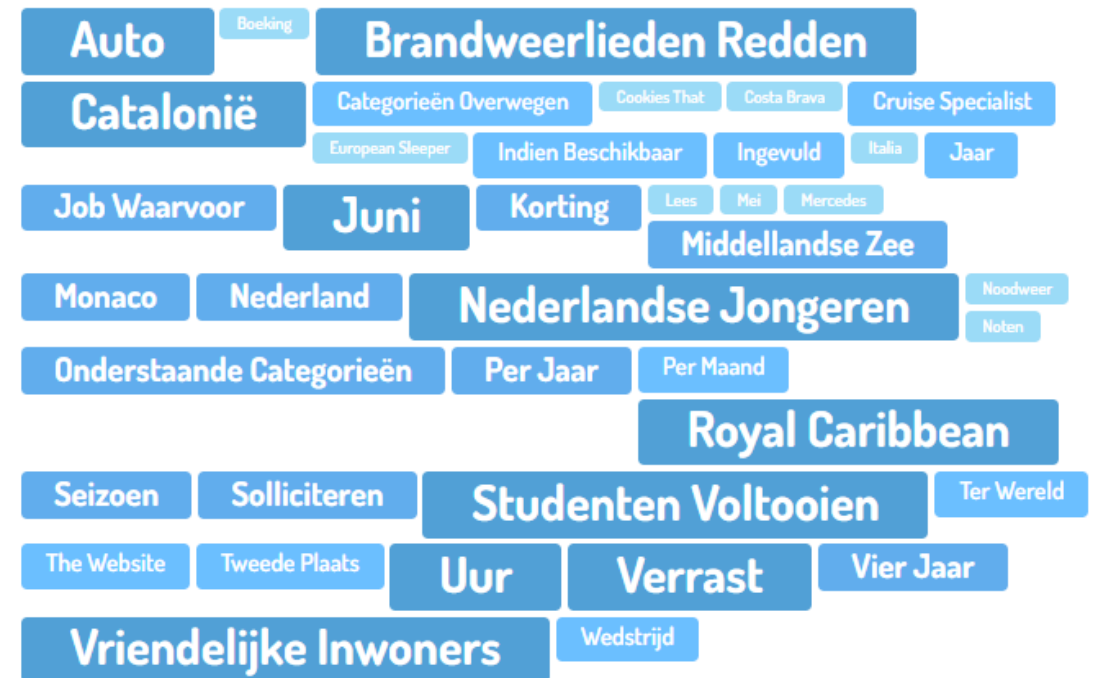 Auto Boeking Brandweerlieden Redden
Catalonië Categorieën Overwegen Cookies That Costa Brava Cruise Specialist
European Sleeper Indien Beschikbaar Ingevuld Italia Jaar
Job Waarvoor Juni Korting Lees Mei Mercedes
Middellandse Zee
Monaco Nederland Nederlandse Jongeren Noodweer
Noten
Onderstaande Categorieën Per Jaar Per Maand
Royal Caribbean
Seizoen Solliciteren Studenten Voltooien Ter Wereld
The Website Tweede Plaats Uur Verrast Vier Jaar
Vriendelijke Inwoners Wedstrijd